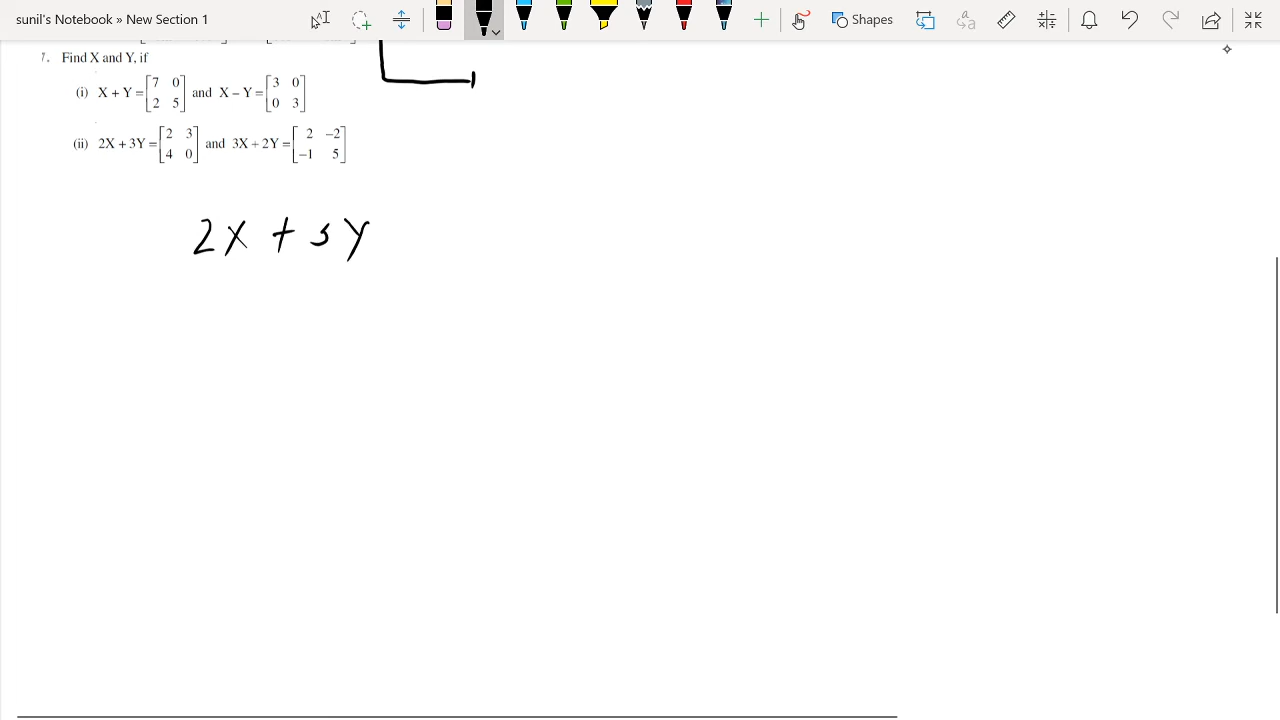 sunil's Notebook » New Section 1
Shapes
7. Find X and Y, if
(i) X + Y = [7 0 2 5] and X – Y = [3 0 0 3]
(ii) 2X + 3Y = [2 3 4 0] and 3X + 2Y = [2 –2 –1 5]
2X + 3Y